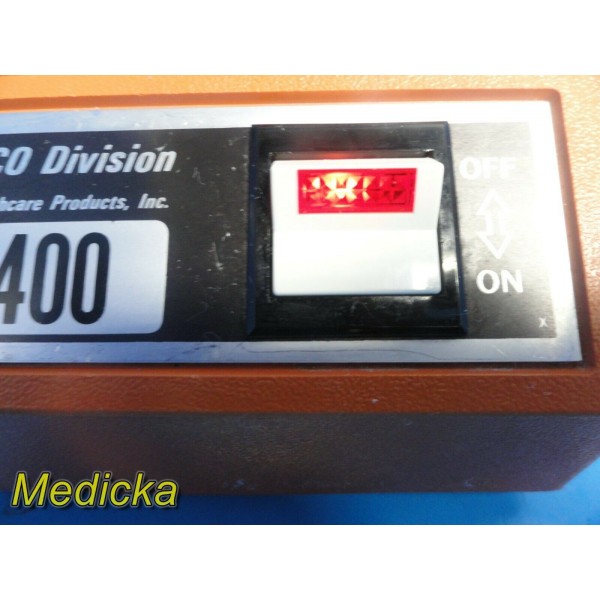 CO Division
hcare Products, Inc.
400
OFF
ON
X
Medicka